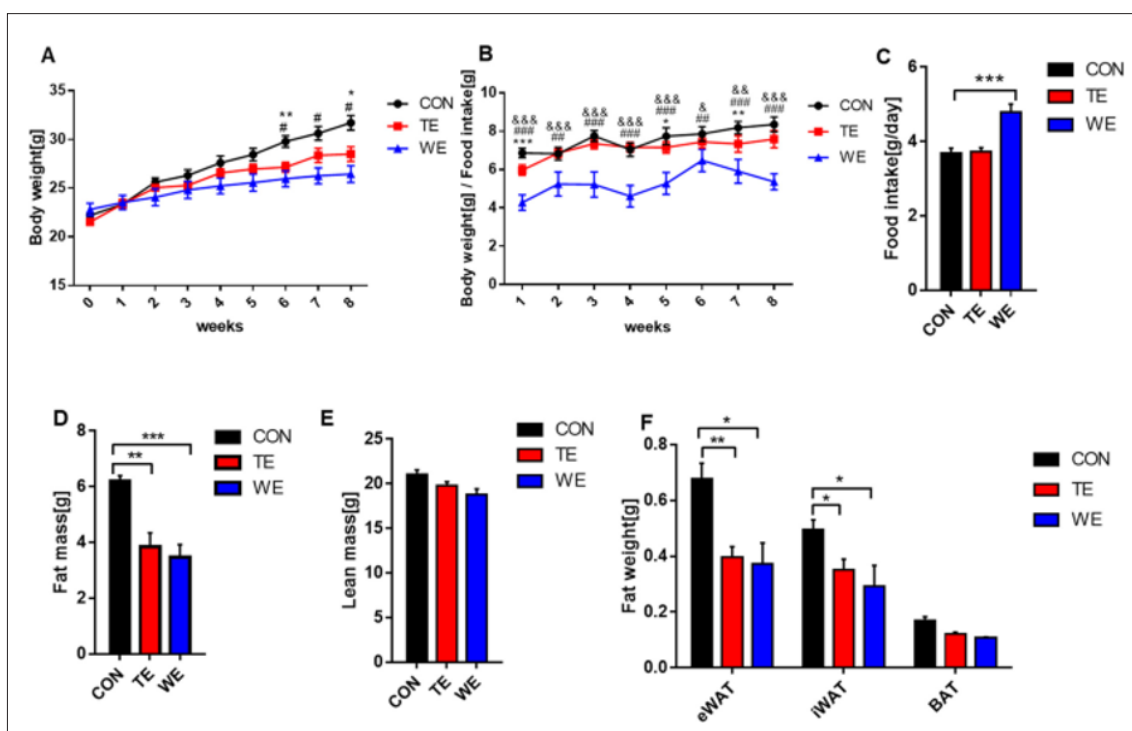 A
Body weight[g]
35
30
25
20
15
**
#
#
*
#
CON
TE
WE
0 1 2 3 4 5 6 7 8
weeks
B
Body weight[g] / Food intake[g]
10
8
6
4
2
0
&&&
###
***
&&&
##
&&&
###
&&&
###
&&&
###
*
&
##
&&
###
**
&&&
###
CON
TE
WE
1 2 3 4 5 6 7 8
weeks
C
Food intake[g/day]
6
4
2
0
***
CON
TE
WE
CON TE WE
D
Fat mass[g]
8
6
4
2
0
***
**
CON
TE
WE
CON TE WE
E
Lean mass[g]
25
20
15
10
5
0
CON
TE
WE
CON TE WE
F
Fat weight[g]
0.8
0.6
0.4
0.2
0.0
*
**
*
*
CON
TE
WE
eWAT iWAT BAT